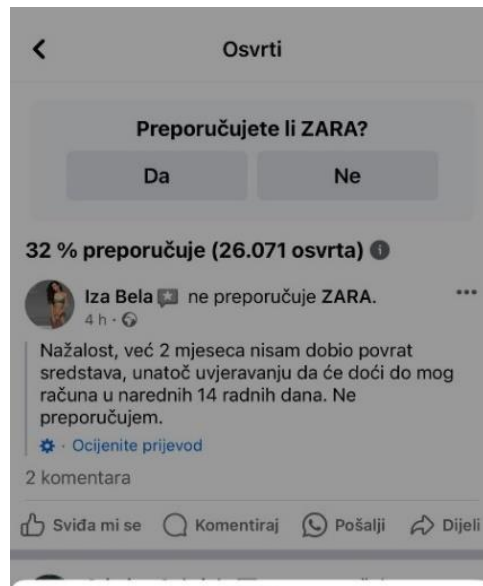 Osvrti
Preporučujete li ZARA?
Da
Ne
32 % preporučuje (26.071 osvrta)
Iza Bela ne preporučuje ZARA.
4 h ·
Nažalost, već 2 mjeseca nisam dobio povrat
sredstava, unatoč uvjeravanju da će doći do mog
računa u narednih 14 radnih dana. Ne
preporučujem.
· Ocijenite prijevod
2 komentara
Sviđa mi se
Komentiraj
Pošalji
Dijeli